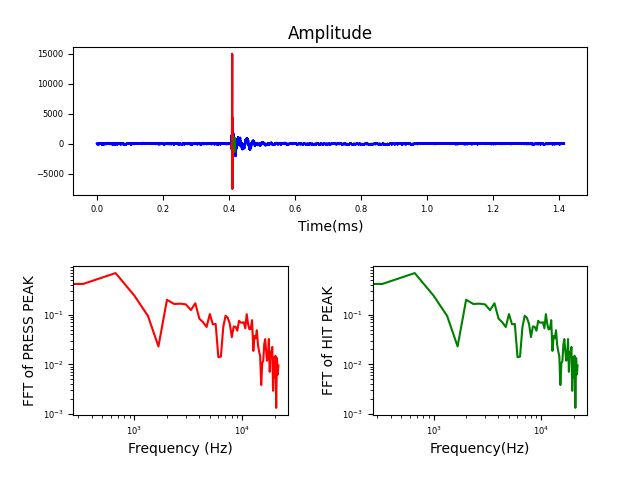 Amplitude
15000
10000
5000
0
−5000
0.0 0.2 0.4 0.6 0.8 1.0 1.2 1.4
Time(ms)
FFT of PRESS PEAK
10⁻¹
10⁻²
10⁻³
10³ 10⁴
Frequency (Hz)
FFT of HIT PEAK
10⁻¹
10⁻²
10⁻³
10³ 10⁴
Frequency(Hz)